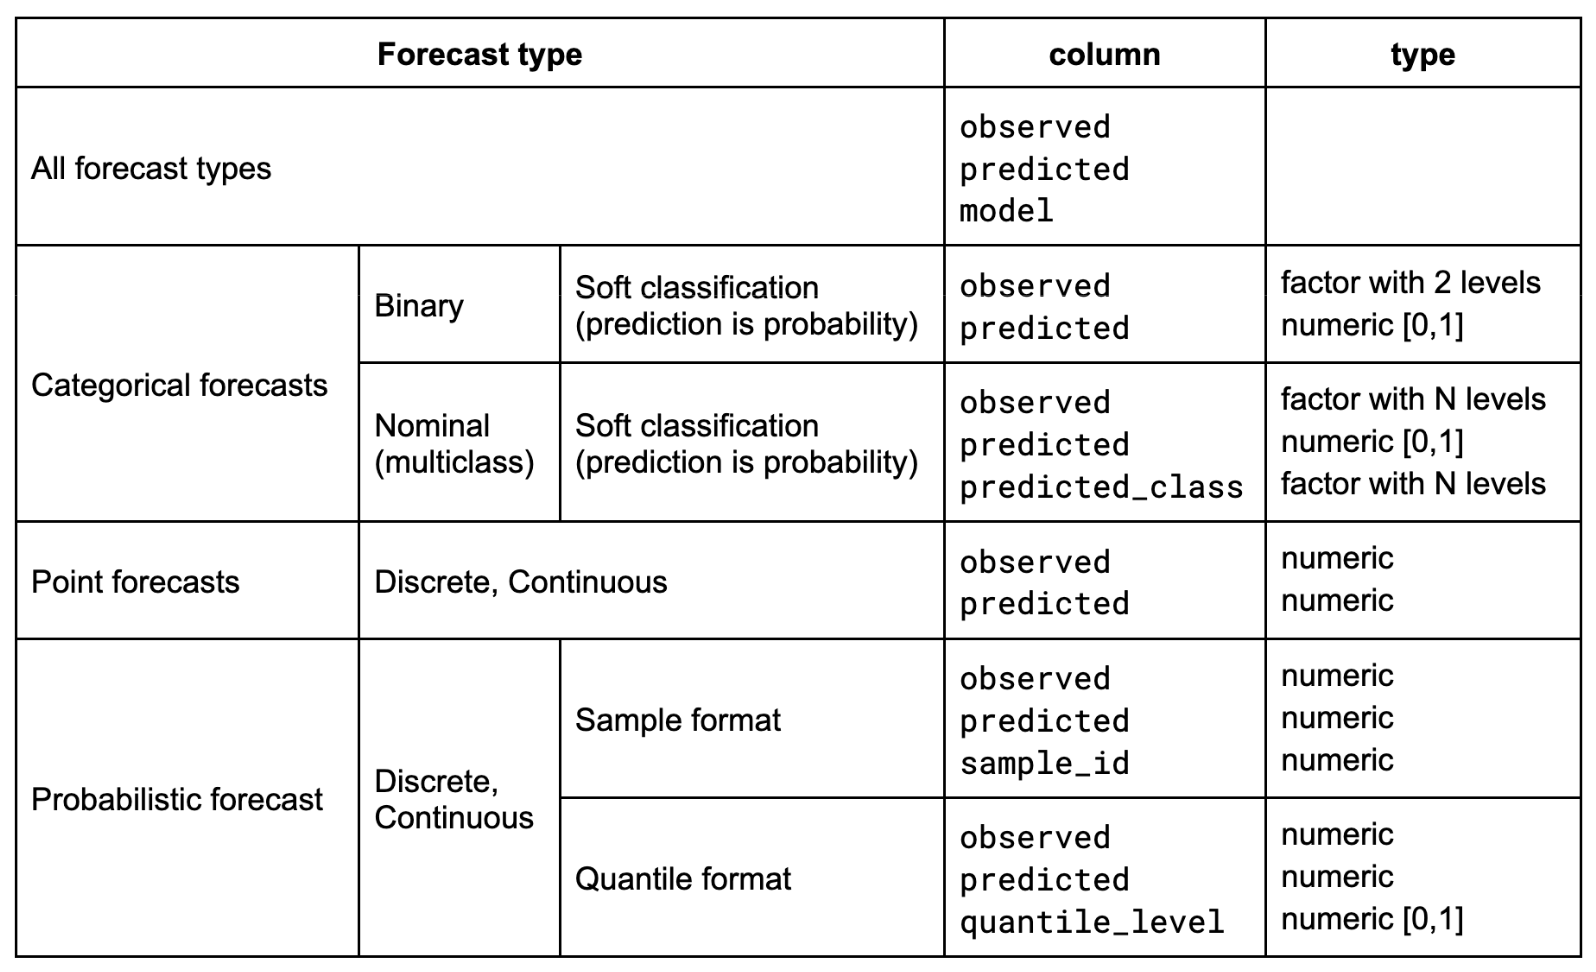 Forecast type column type
All forecast types
observed
predicted
model
Categorical forecasts
Binary
Soft classification
(prediction is probability)
observed
predicted
factor with 2 levels
numeric [0,1]
Nominal
(multiclass)
Soft classification
(prediction is probability)
observed
predicted
predicted_class
factor with N levels
numeric [0,1]
factor with N levels
Point forecasts
Discrete, Continuous
observed
predicted
numeric
numeric
Probabilistic forecast
Discrete,
Continuous
Sample format
observed
predicted
sample_id
numeric
numeric
numeric
Quantile format
observed
predicted
quantile_level
numeric
numeric
numeric [0,1]